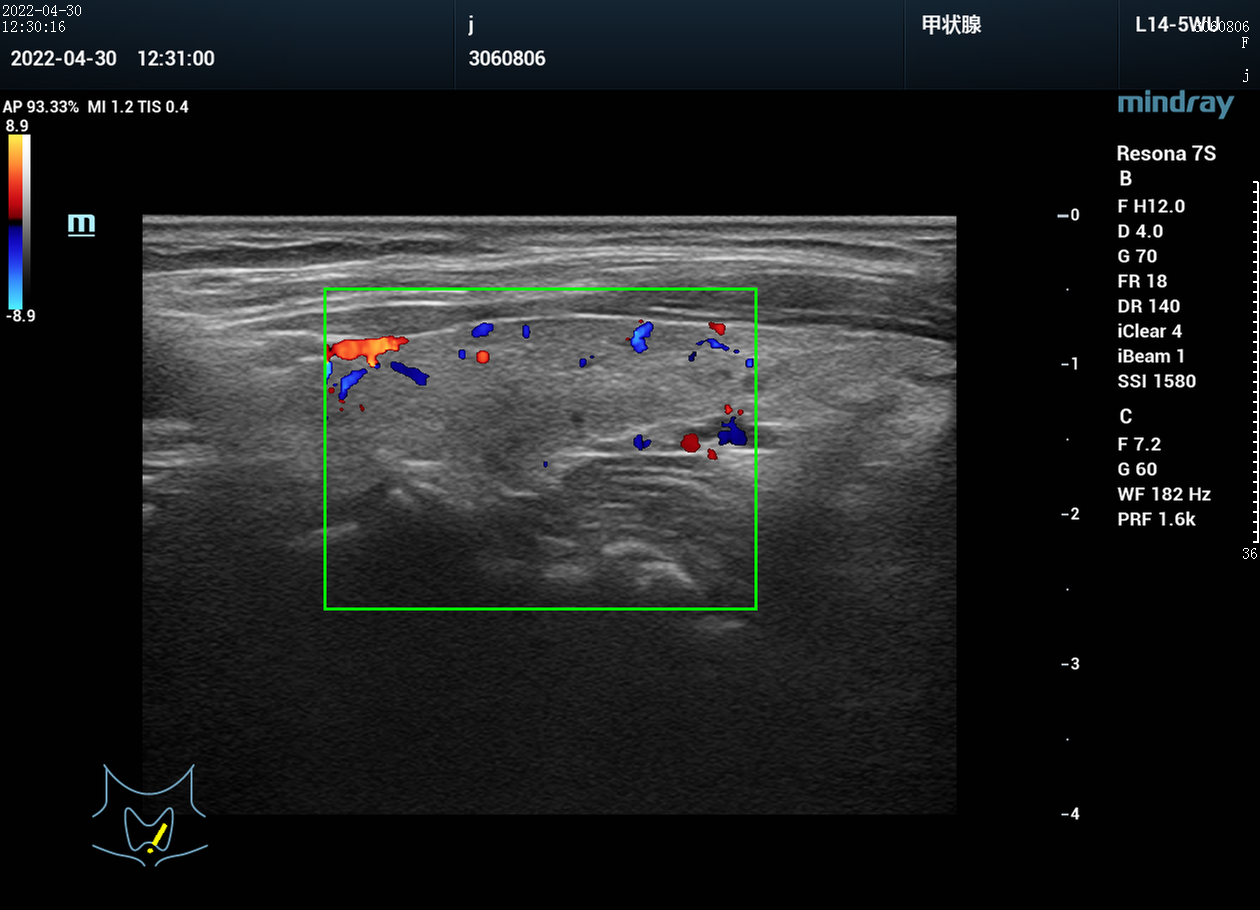 2022-04-30
12:30:16
j
甲状腺
L14-5WU
3060806
F
j
2022-04-30 12:31:00
3060806
AP 93.33% MI 1.2 TIS 0.4
8.9
-8.9
m
mindray
Resona 7S
B
F H12.0
D 4.0
G 70
FR 18
DR 140
iClear 4
iBeam 1
SSI 1580
C
F 7.2
G 60
WF 182 Hz
PRF 1.6k
0
-1
-2
-3
-4
36